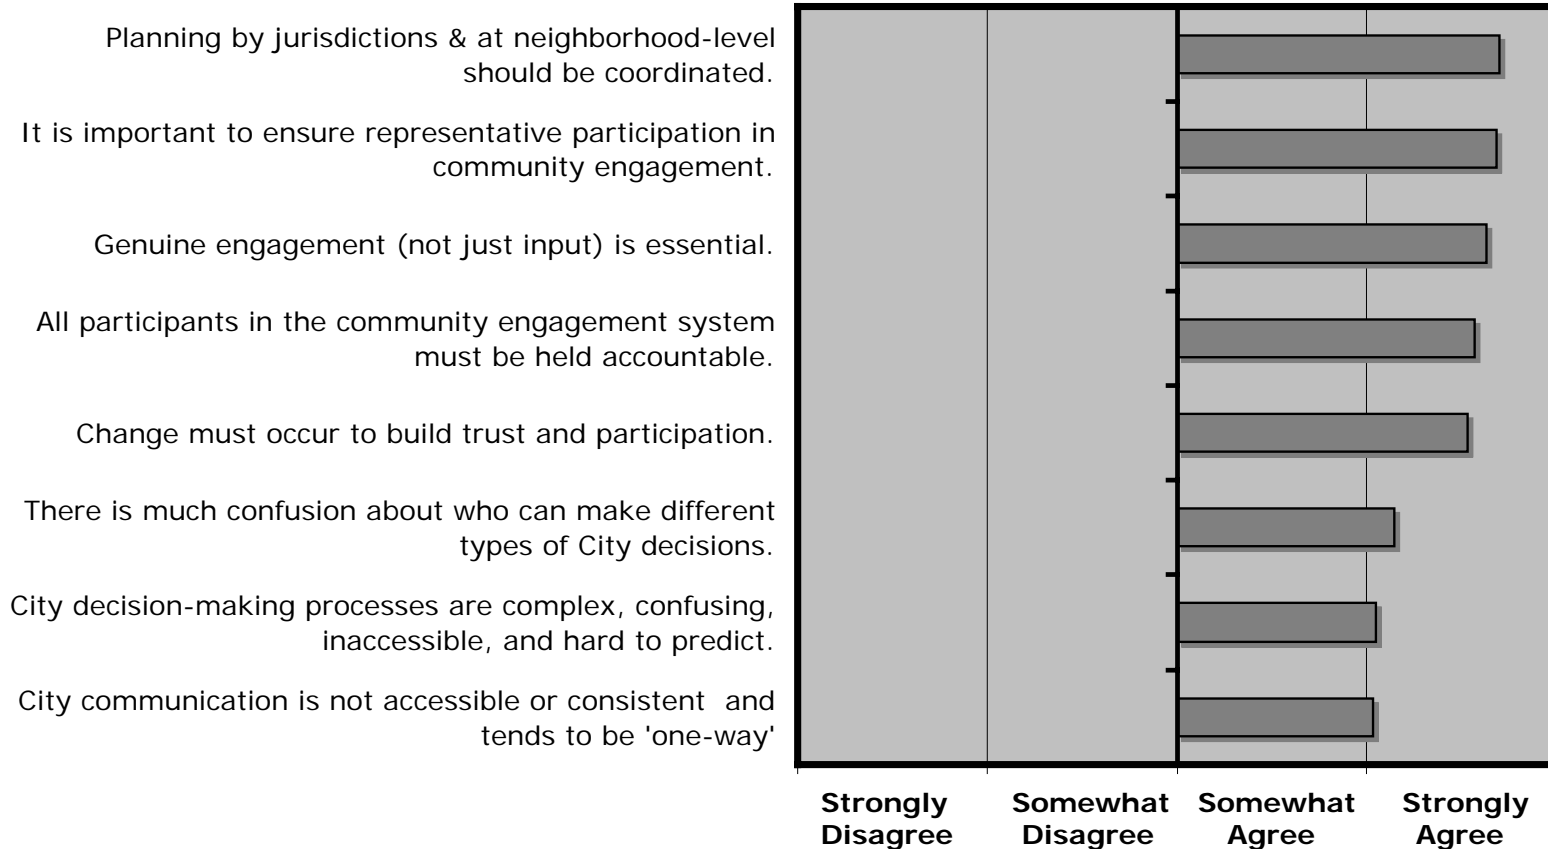 Planning by jurisdictions & at neighborhood-level
should be coordinated.
It is important to ensure representative participation in
community engagement.
Genuine engagement (not just input) is essential.
All participants in the community engagement system
must be held accountable.
Change must occur to build trust and participation.
There is much confusion about who can make different
types of City decisions.
City decision-making processes are complex, confusing,
inaccessible, and hard to predict.
City communication is not accessible or consistent  and
tends to be 'one-way'
Strongly
Disagree
Somewhat
Disagree
Somewhat
Agree
Strongly
Agree